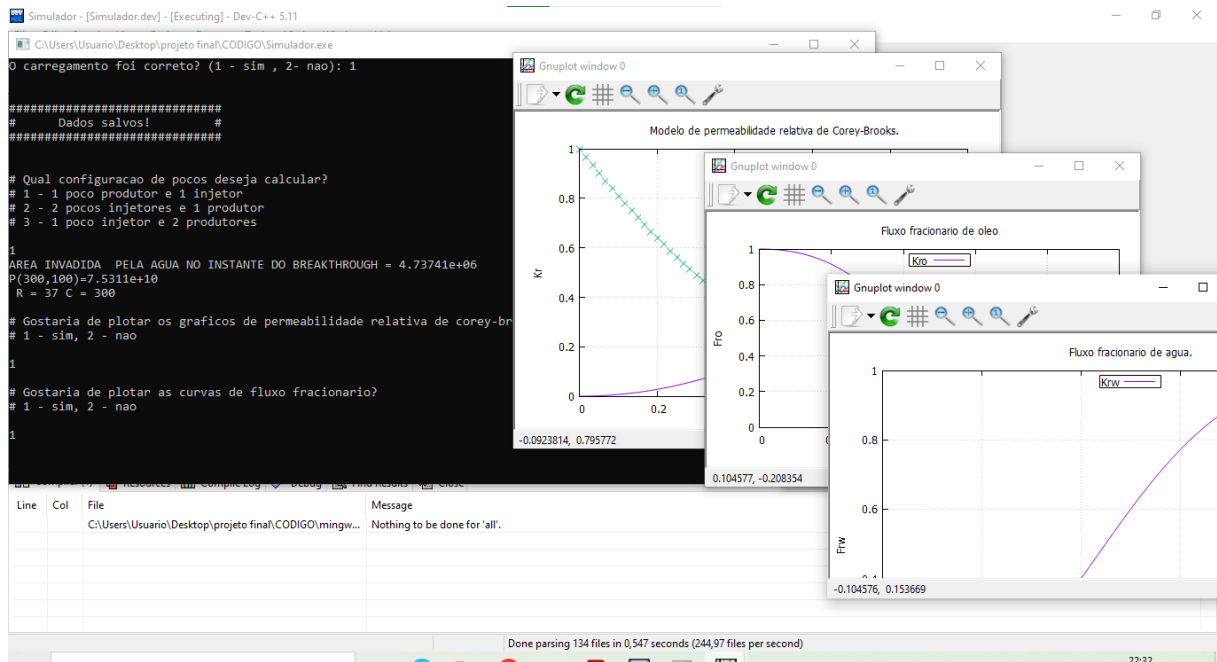 Simulador - [Simulador.dev] - [Executing] - Dev-C++ 5.11
C:\Users\Usuario\Desktop\projeto final\CODIGO\Simulador.exe
O carregamento foi correto? (1 - sim , 2- nao): 1
##############################
# Dados salvos! #
##############################
# Qual configuracao de pocos deseja calcular?
# 1 - 1 poco produtor e 1 injetor
# 2 - 2 pocos injetores e 1 produtor
# 3 - 1 poco injetor e 2 produtores
1
AREA INVADIDA PELA AGUA NO INSTANTE DO BREAKTHROUGH = 4.73741e+06
P(300,100)=7.5311e+10
R = 37 C = 300
# Gostaria de plotar os graficos de permeabilidade relativa de corey-br
# 1 - sim, 2 - nao
1
# Gostaria de plotar as curvas de fluxo fracionario?
# 1 - sim, 2 - nao
1
Gnuplot window 0
Modelo de permeabilidade relativa de Corey-Brooks.
1
0.8
0.6
0.4
0.2
0
Kr
0
0.2
-0.0923814, 0.795772
Gnuplot window 0
Fluxo fracionario de oleo
Kro
1
0.8
0.6
0.4
0.2
0
Fro
0
0.104577, -0.208354
Gnuplot window 0
Fluxo fracionario de agua.
Krw
1
0.8
0.6
0.4
Frw
-0.104576, 0.153669
Resources
Compile Log
Debug
Find Results
Close
Line Col File Message
C:\Users\Usuario\Desktop\projeto final\CODIGO\mingw... Nothing to be done for 'all'.
Done parsing 134 files in 0,547 seconds (244,97 files per second)
22:32